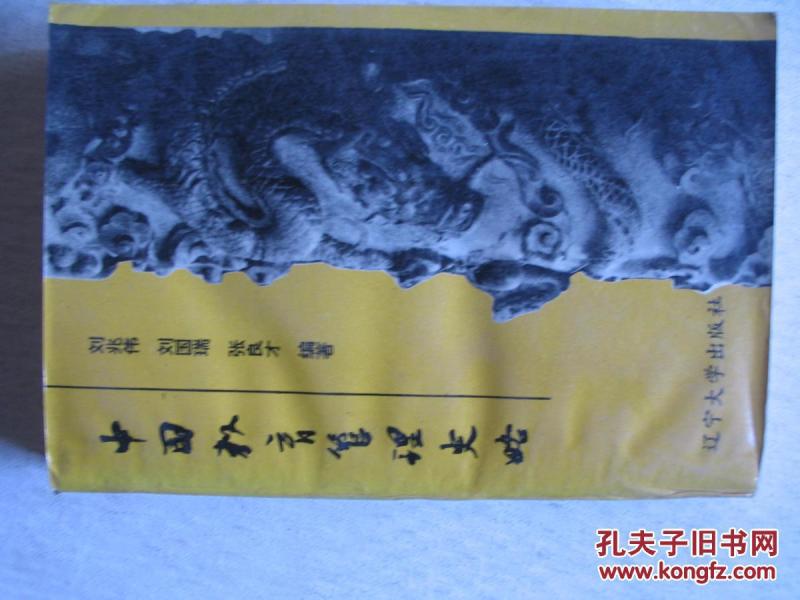 中国教育管理史略
刘兆伟 刘国瑞 张良才 编著
辽宁大学出版社
孔夫子旧书网
www.kongfz.com